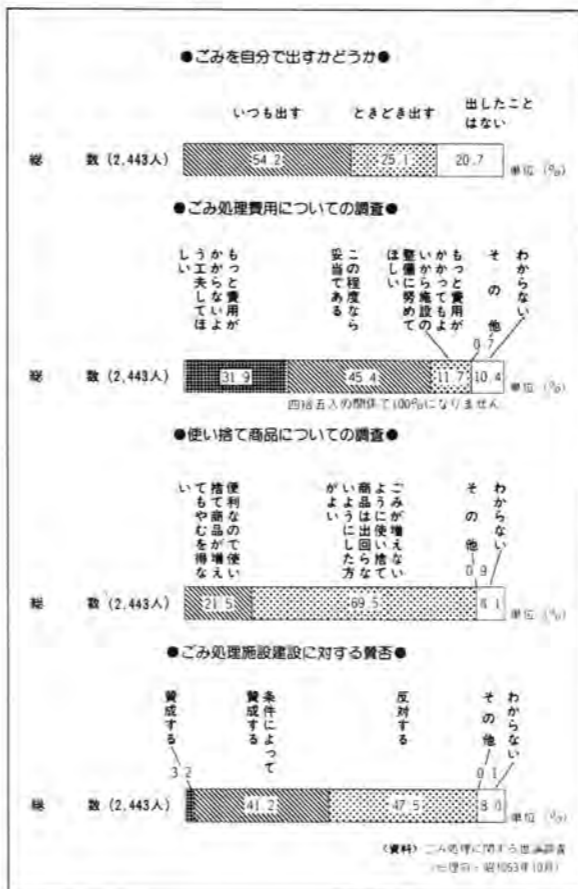 ●ごみを自分で出すかどうか●
いつも出す
ときどき出す
出したことはない
総 数(2,443人)
54.2
25.1
20.7
単位(%)
●ごみ処理費用についての調査●
もっと費用がかからないよう工夫してほしい
この程度なら妥当である
もっと費用がかかってもよいから施設の整備に努めてほしい
その他
わからない
0.7
総 数(2,443人)
31.9
45.4
11.7
10.4
単位(%)
四捨五入の関係で100%になりません
●使い捨て商品についての調査●
便利なので使い捨て商品が増えてもやむを得ない
ごみが増えないように使い捨て商品は出回らないようにした方がよい
その他
わからない
0.9
総 数(2,443人)
21.5
69.5
8.1
単位(%)
●ごみ処理施設建設に対する賛否●
賛成する
条件によって賛成する
反対する
その他
わからない
3.2
0.1
総 数(2,443人)
41.2
47.5
8.0
単位(%)
〈資料〉ごみ処理に関する世論調査
(総理府・昭和53年10月)